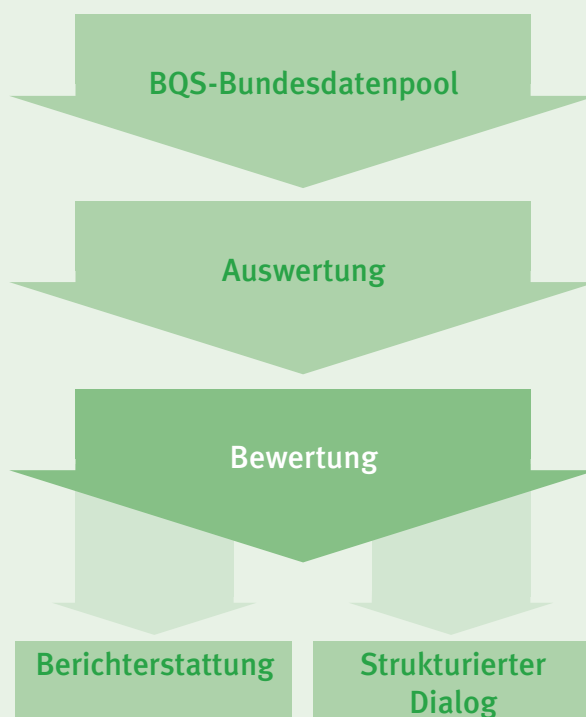 BQS-Bundesdatenpool
Auswertung
Bewertung
Berichterstattung
Strukturierter
Dialog